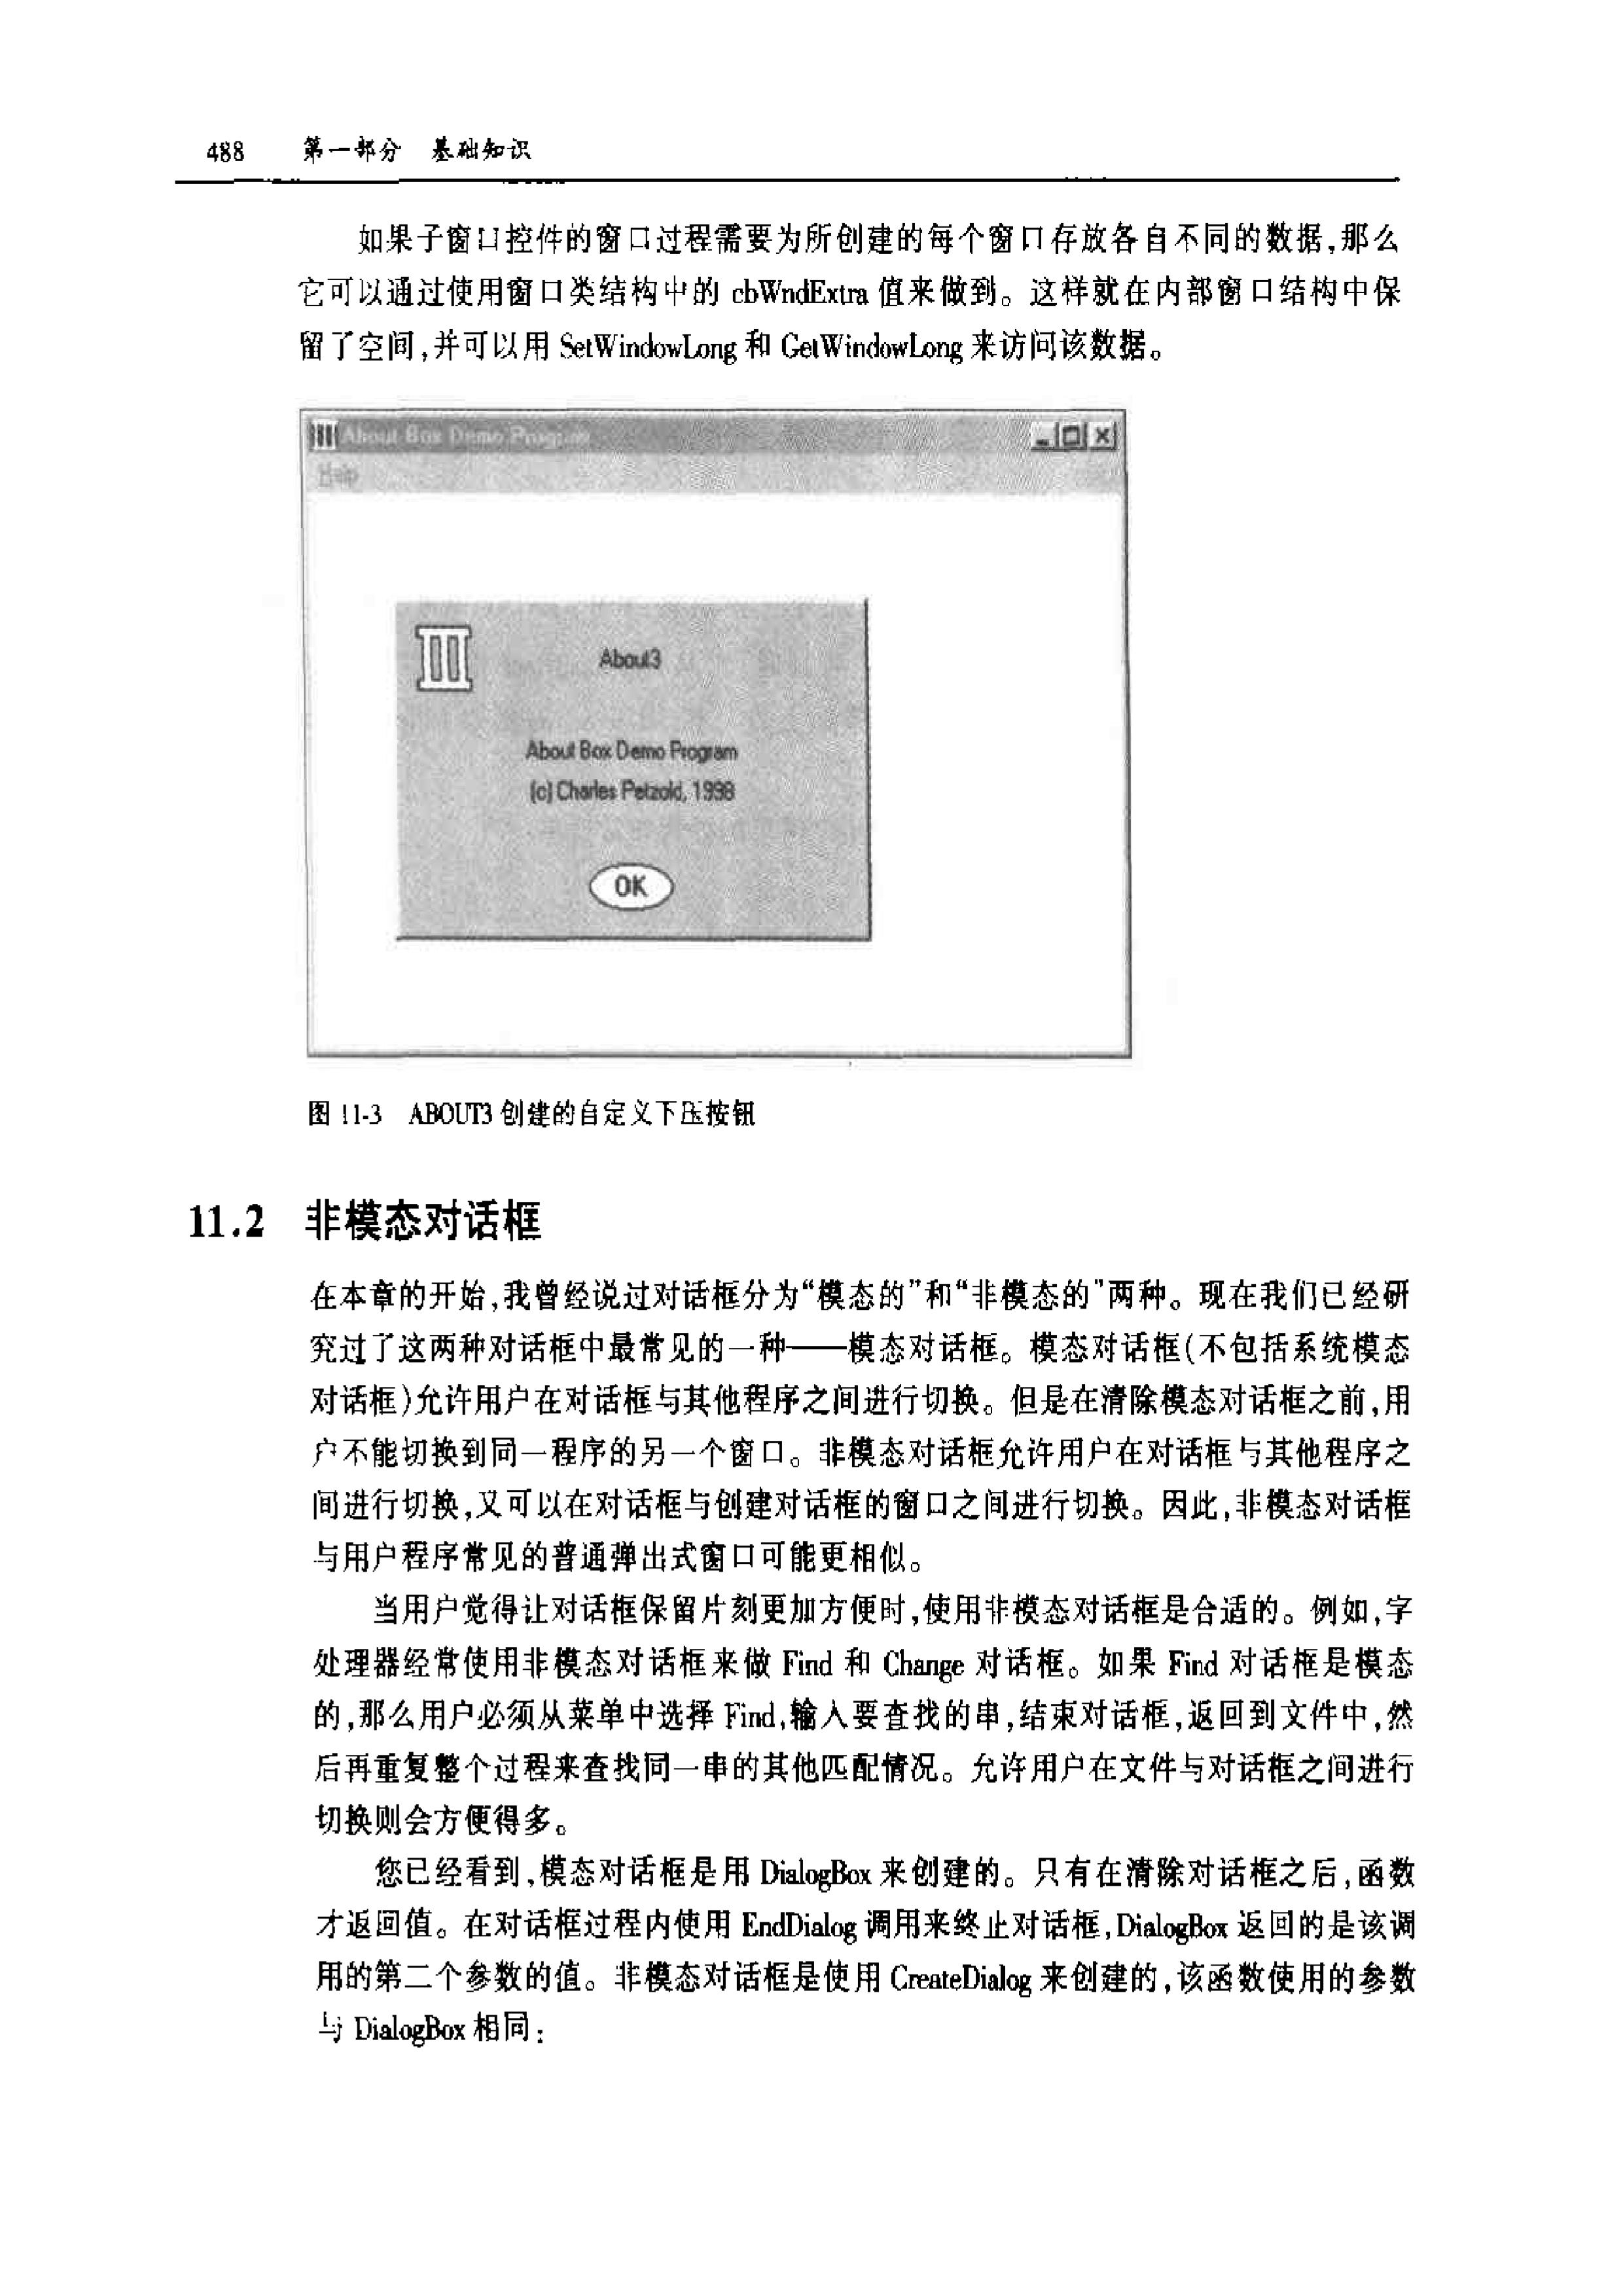 488 第一部分 基础知识
如果子窗口控件的窗口过程需要为所创建的每个窗口存放各自不同的数据,那么
它可以通过使用窗口类结构中的 cbWndExtra 值来做到。这样就在内部窗口结构中保
留了空间,并可以用 SetWindowLong 和 GetWindowLong 来访问该数据。
About Box Demo Program
Help
About3
About Box Demo Program
(c) Charles Petzold, 1998
OK
图 11-3 ABOUT3 创建的自定义下压按钮
11.2 非模态对话框
在本章的开始,我曾经说过对话框分为“模态的”和“非模态的”两种。现在我们已经研
究过了这两种对话框中最常见的一种——模态对话框。模态对话框(不包括系统模态
对话框)允许用户在对话框与其他程序之间进行切换。但是在清除模态对话框之前,用
户不能切换到同一程序的另一个窗口。非模态对话框允许用户在对话框与其他程序之
间进行切换,又可以在对话框与创建对话框的窗口之间进行切换。因此,非模态对话框
与用户程序常见的普通弹出式窗口可能更相似。
当用户觉得让对话框保留片刻更加方便时,使用非模态对话框是合适的。例如,字
处理器经常使用非模态对话框来做 Find 和 Change 对话框。如果 Find 对话框是模态
的,那么用户必须从菜单中选择 Find,输入要查找的串,结束对话框,返回到文件中,然
后再重复整个过程来查找同一串的其他匹配情况。允许用户在文件与对话框之间进行
切换则会方便得多。
您已经看到,模态对话框是用 DialogBox 来创建的。只有在清除对话框之后,函数
才返回值。在对话框过程内使用 EndDialog 调用来终止对话框,DialogBox 返回的是该调
用的第二个参数的值。非模态对话框是使用 CreateDialog 来创建的,该函数使用的参数
与 DialogBox 相同: